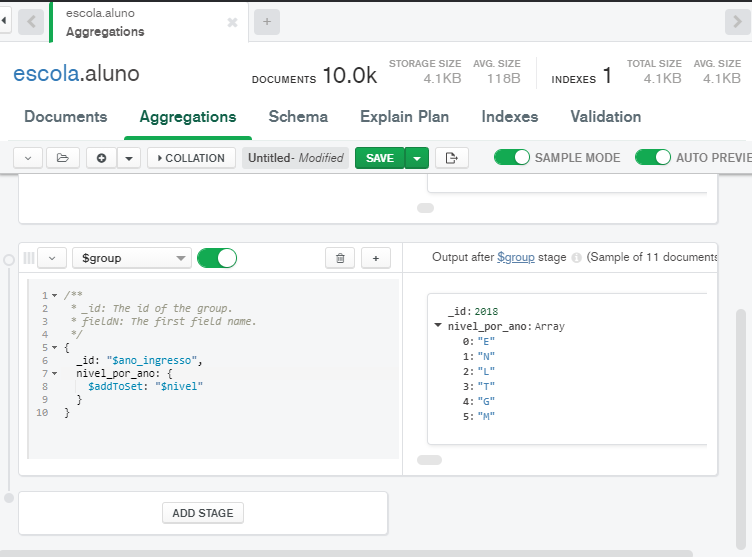 escola.aluno
Aggregations
escola.aluno
DOCUMENTS 10.0k
STORAGE SIZE
4.1KB
AVG. SIZE
118B
INDEXES 1
TOTAL SIZE
4.1KB
AVG. SIZE
4.1KB
Documents
Aggregations
Schema
Explain Plan
Indexes
Validation
COLLATION
Untitled- Modified
SAVE
SAMPLE MODE
AUTO PREVIE
$group
+
Output after $group stage (Sample of 11 documents
1 /**
2 * _id: The id of the group.
3 * fieldN: The first field name.
4 */
5 {
6 _id: "$ano_ingresso",
7 nivel_por_ano: {
8 $addToSet: "$nivel"
9 }
10 }
_id: 2018
nivel_por_ano: Array
0: "E"
1: "N"
2: "L"
3: "T"
4: "G"
5: "M"
ADD STAGE